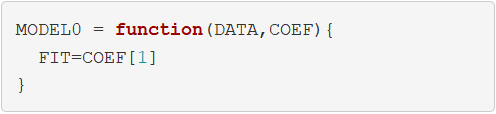 MODEL0 = function(DATA,COEF){
  FIT=COEF[1]
}